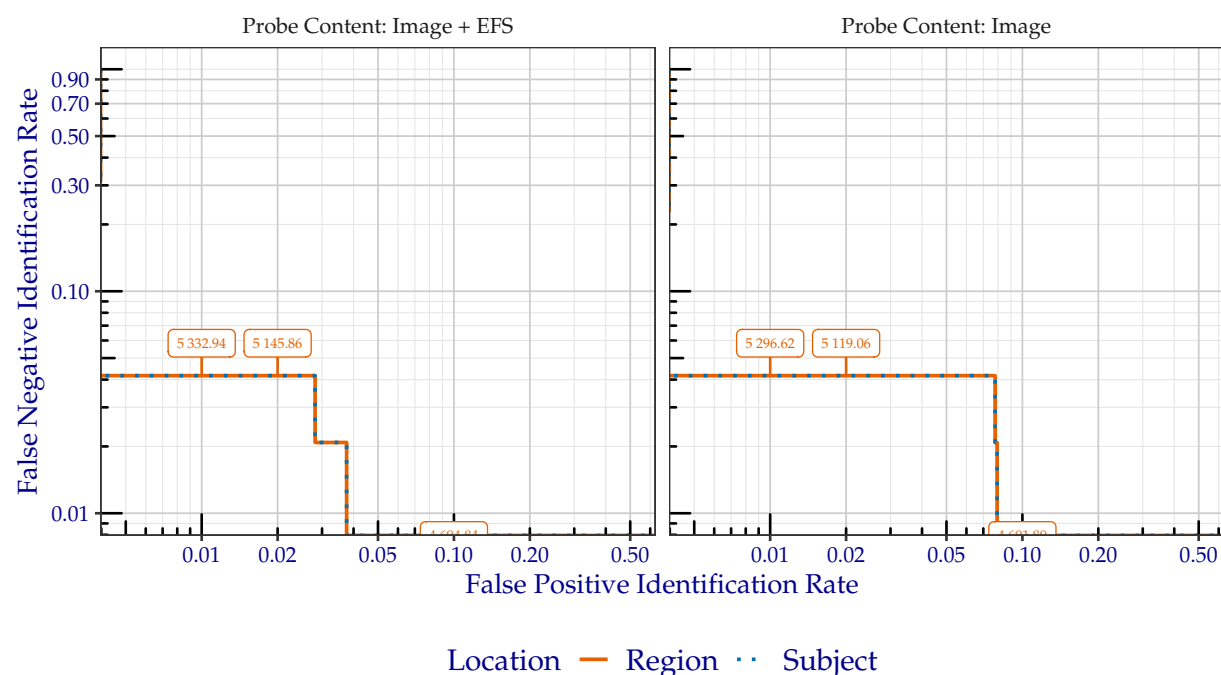 Probe Content: Image + EFS
Probe Content: Image
False Negative Identification Rate
0.90
0.70
0.50
0.30
0.10
0.01
5 332.94
5 145.86
5 296.62
5 119.06
0.01 0.02 0.05 0.10 0.20 0.50
0.01 0.02 0.05 0.10 0.20 0.50
False Positive Identification Rate
Location Region Subject